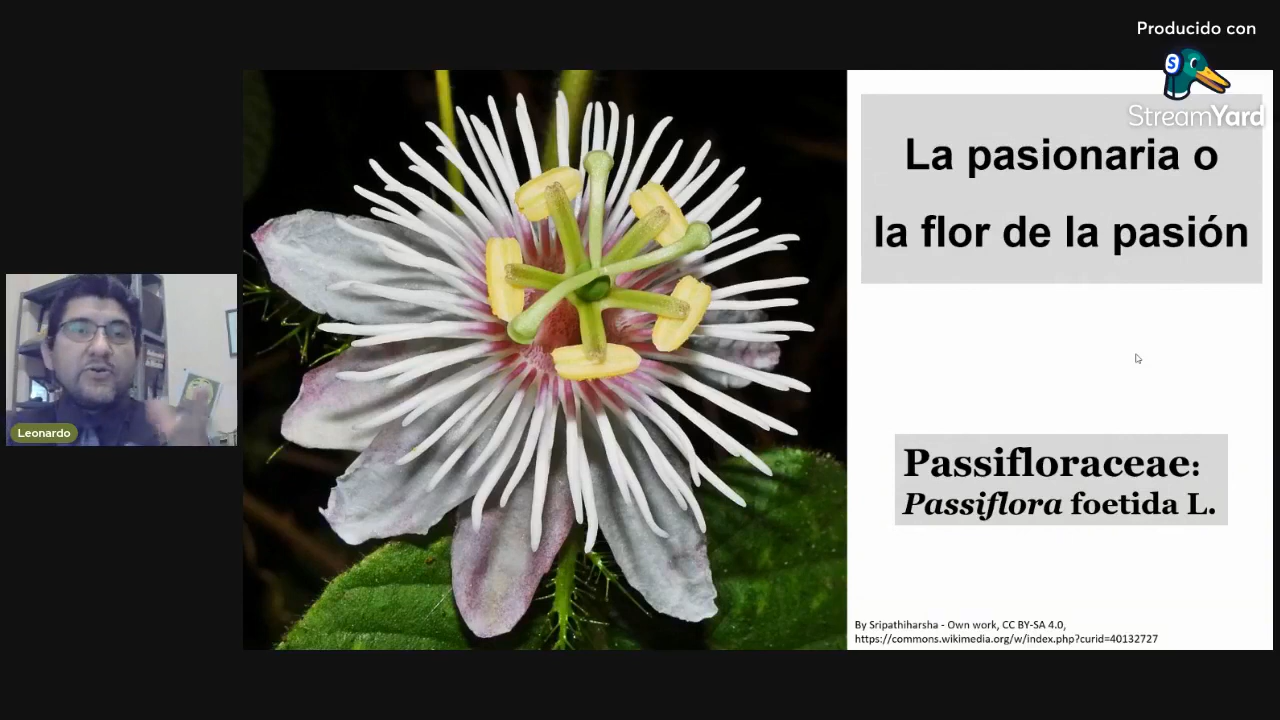 Producido con
S
StreamYard
La pasionaria o
la flor de la pasión
Leonardo
Passifloraceae:
Passiflora foetida L.
By Sripathiharsha - Own work, CC BY-SA 4.0,
https://commons.wikimedia.org/w/index.php?curid=40132727